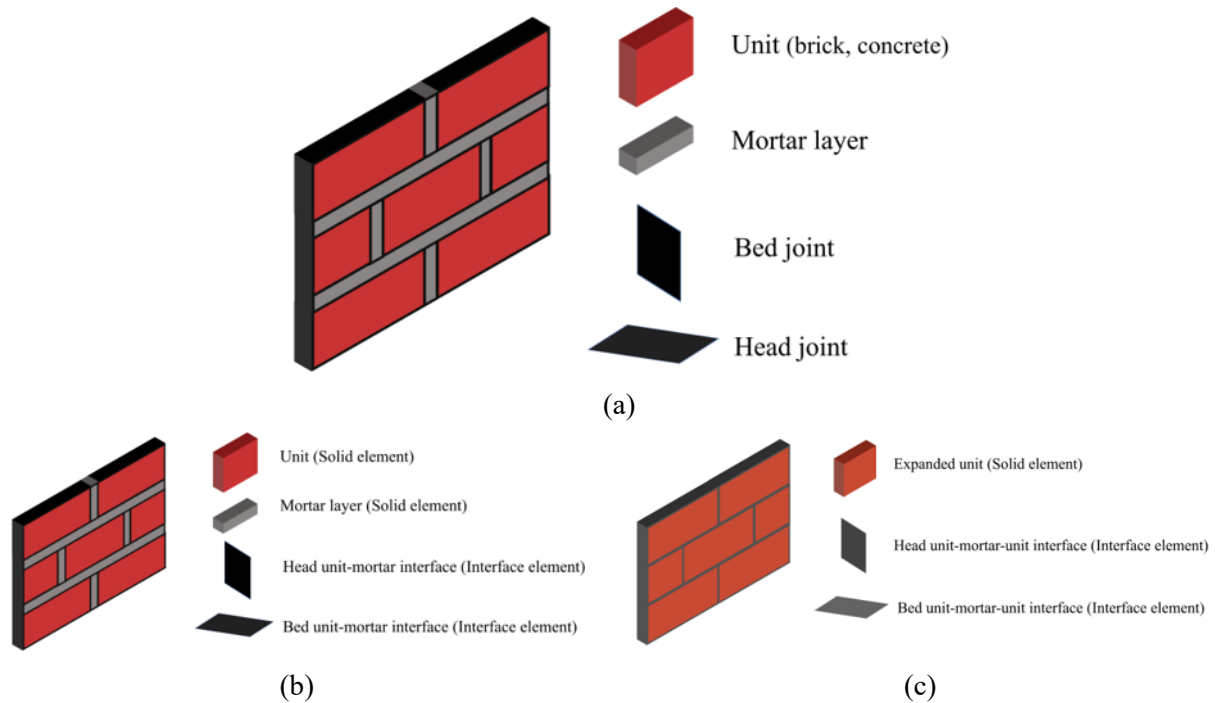 Unit (brick, concrete)
Mortar layer
Bed joint
Head joint
(a)
Unit (Solid element)
Mortar layer (Solid element)
Head unit-mortar interface (Interface element)
Bed unit-mortar interface (Interface element)
(b)
Expanded unit (Solid element)
Head unit-mortar-unit interface (Interface element)
Bed unit-mortar-unit interface (Interface element)
(c)